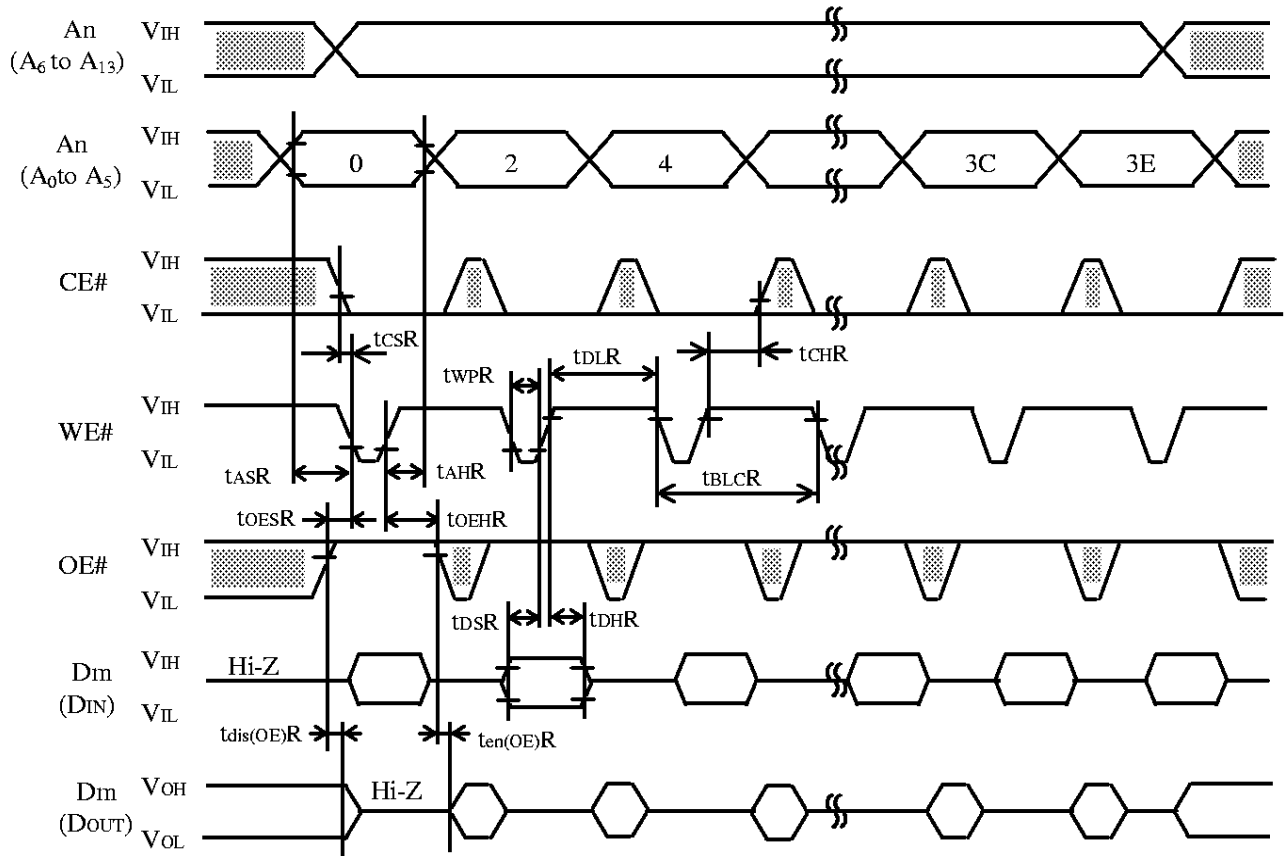 An
(A6 to A13)
VIH
VIL
An
(A0to A5)
VIH
VIL
0
2
4
3C
3E
CE#
VIH
VIL
tCSR
tCHR
tWPR
tDLR
WE#
VIH
VIL
tASR
tAHR
tBLCR
tOESR
tOEHR
OE#
VIH
VIL
tDSR
tDHR
Dm
(DIN)
VIH
VIL
Hi-Z
tdis(OE)R
ten(OE)R
Dm
(DOUT)
VOH
VOL
Hi-Z